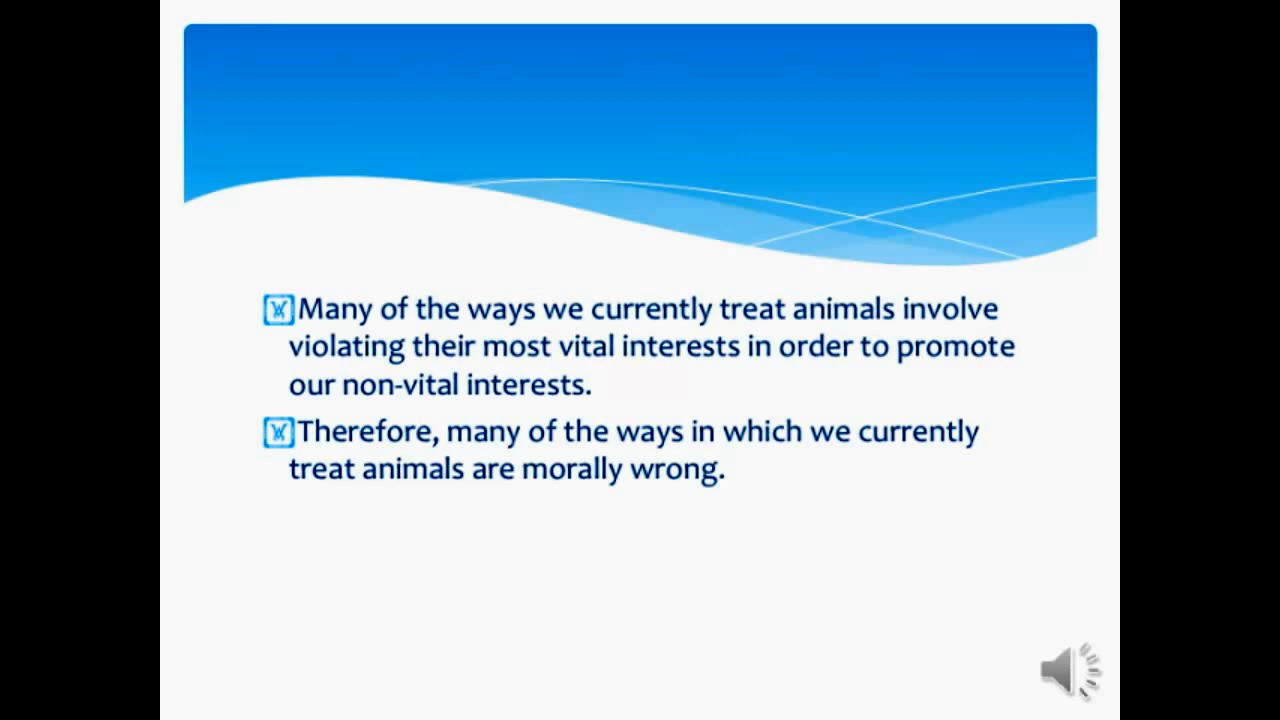 Many of the ways we currently treat animals involve
violating their most vital interests in order to promote
our non-vital interests.
Therefore, many of the ways in which we currently
treat animals are morally wrong.